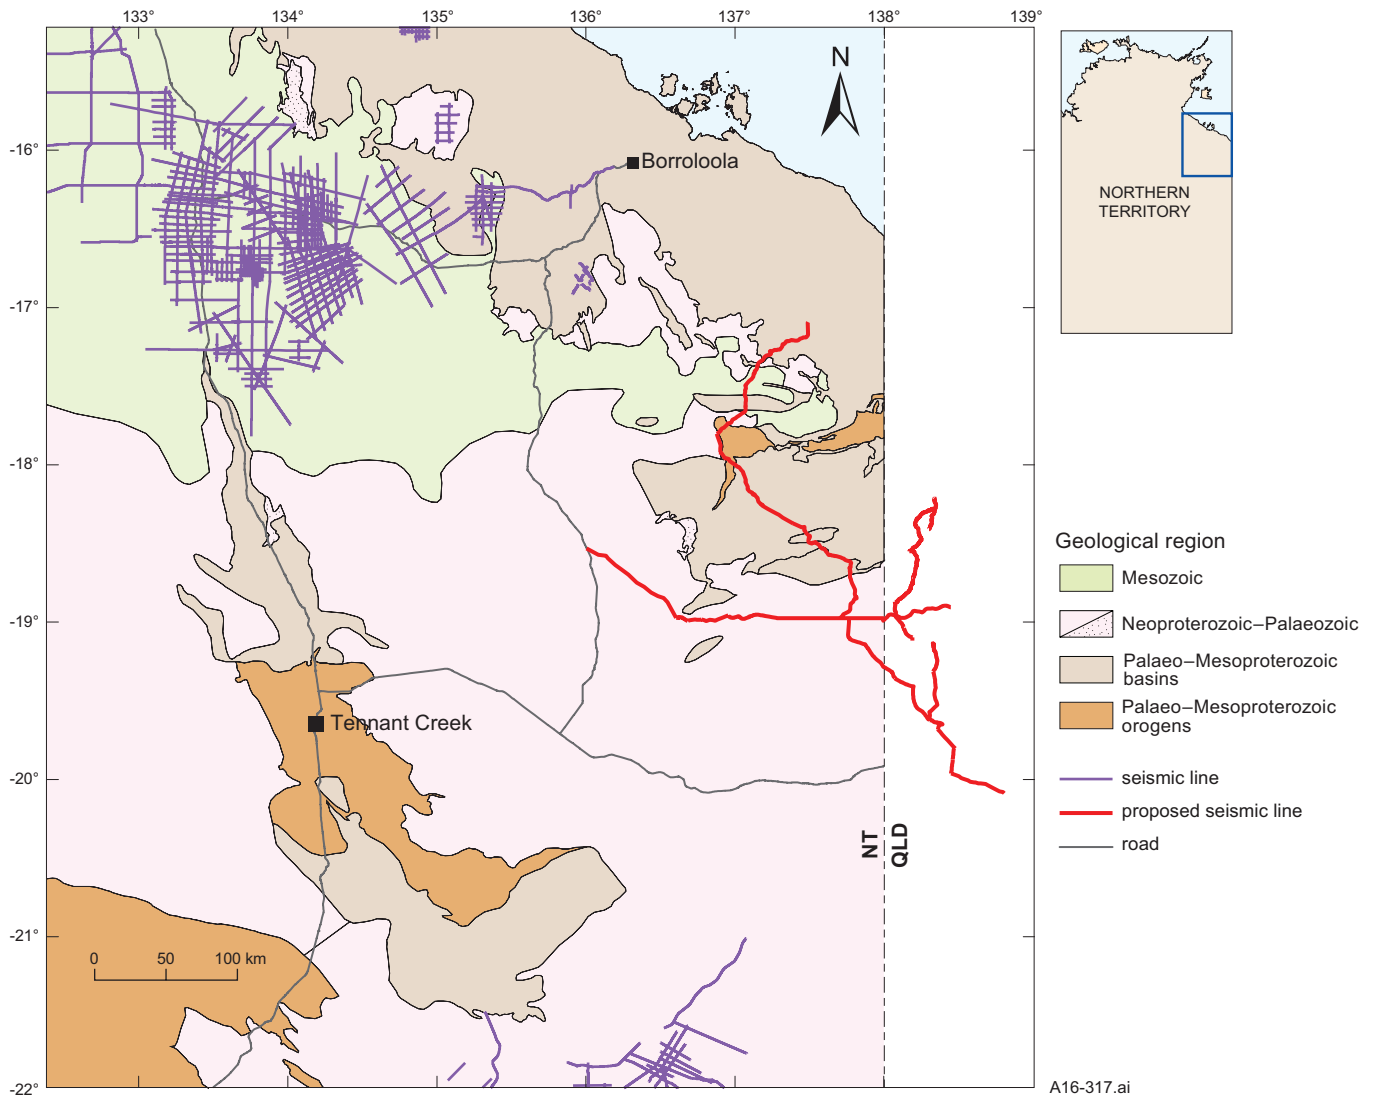 133°
134°
135°
136°
137°
138°
139°
-16°
-17°
-18°
-19°
-20°
-21°
-22°
N
Borroloola
Tennant Creek
0
50
100 km
NT
QLD
NORTHERN
TERRITORY
Geological region
Mesozoic
Neoproterozoic–Palaeozoic
Palaeo–Mesoproterozoic
basins
Palaeo–Mesoproterozoic
orogens
seismic line
proposed seismic line
road
A16-317.ai